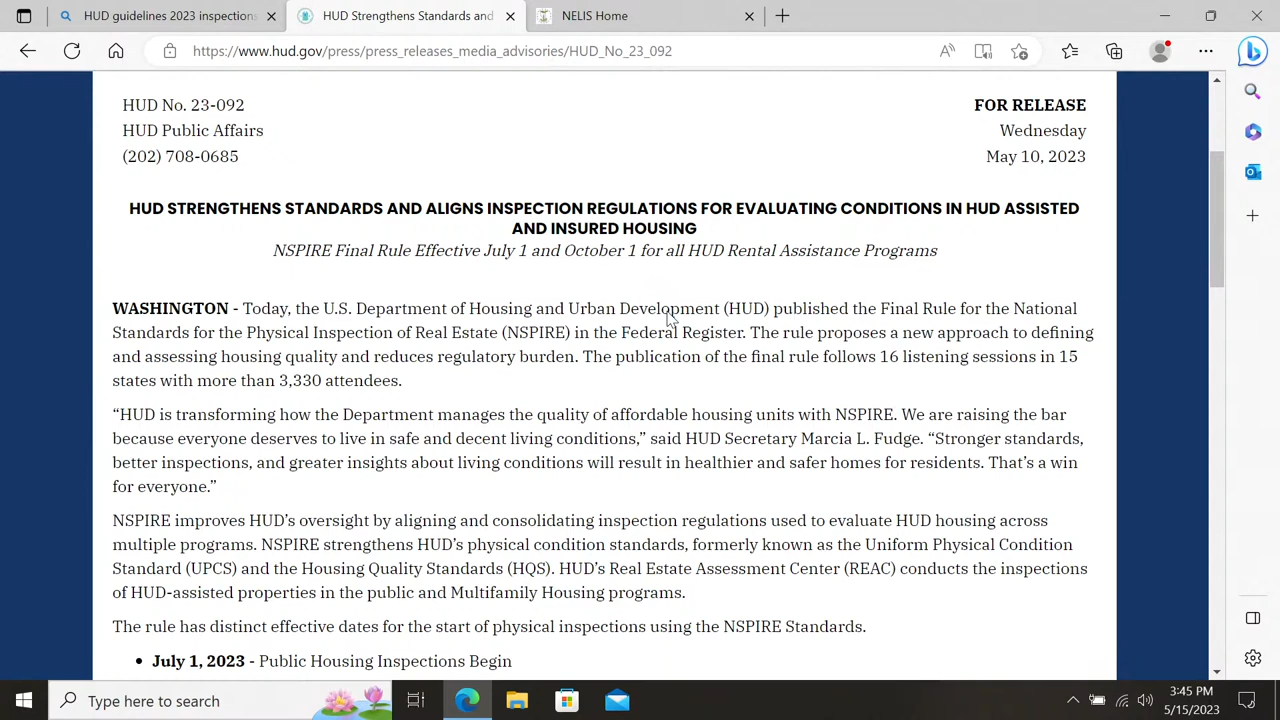 HUD guidelines 2023 inspections
HUD Strengthens Standards and
NELIS Home
https://www.hud.gov/press/press_releases_media_advisories/HUD_No_23_092
HUD No. 23-092
HUD Public Affairs
(202) 708-0685
FOR RELEASE
Wednesday
May 10, 2023
HUD STRENGTHENS STANDARDS AND ALIGNS INSPECTION REGULATIONS FOR EVALUATING CONDITIONS IN HUD ASSISTED
AND INSURED HOUSING
NSPIRE Final Rule Effective July 1 and October 1 for all HUD Rental Assistance Programs
WASHINGTON - Today, the U.S. Department of Housing and Urban Development (HUD) published the Final Rule for the National
Standards for the Physical Inspection of Real Estate (NSPIRE) in the Federal Register. The rule proposes a new approach to defining
and assessing housing quality and reduces regulatory burden. The publication of the final rule follows 16 listening sessions in 15
states with more than 3,330 attendees.
“HUD is transforming how the Department manages the quality of affordable housing units with NSPIRE. We are raising the bar
because everyone deserves to live in safe and decent living conditions,” said HUD Secretary Marcia L. Fudge. “Stronger standards,
better inspections, and greater insights about living conditions will result in healthier and safer homes for residents. That’s a win
for everyone.”
NSPIRE improves HUD’s oversight by aligning and consolidating inspection regulations used to evaluate HUD housing across
multiple programs. NSPIRE strengthens HUD’s physical condition standards, formerly known as the Uniform Physical Condition
Standard (UPCS) and the Housing Quality Standards (HQS). HUD’s Real Estate Assessment Center (REAC) conducts the inspections
of HUD-assisted properties in the public and Multifamily Housing programs.
The rule has distinct effective dates for the start of physical inspections using the NSPIRE Standards.
• July 1, 2023 - Public Housing Inspections Begin
Type here to search
3:45 PM
5/15/2023